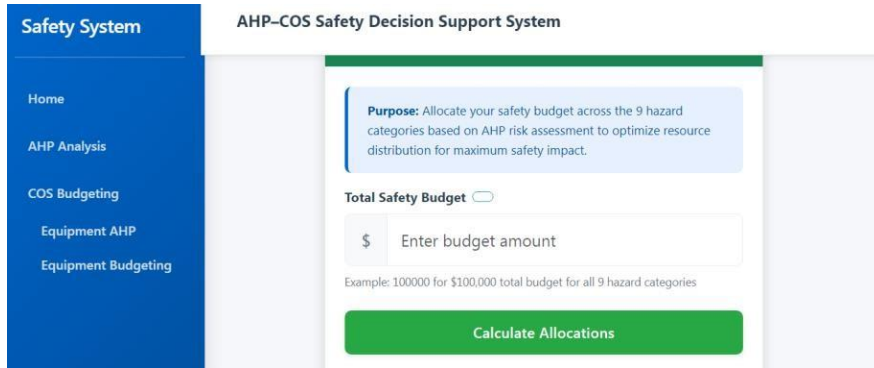 Safety System
AHP–COS Safety Decision Support System
Home
AHP Analysis
COS Budgeting
Equipment AHP
Equipment Budgeting
Purpose: Allocate your safety budget across the 9 hazard
categories based on AHP risk assessment to optimize resource
distribution for maximum safety impact.
Total Safety Budget
$ Enter budget amount
Example: 100000 for $100,000 total budget for all 9 hazard categories
Calculate Allocations